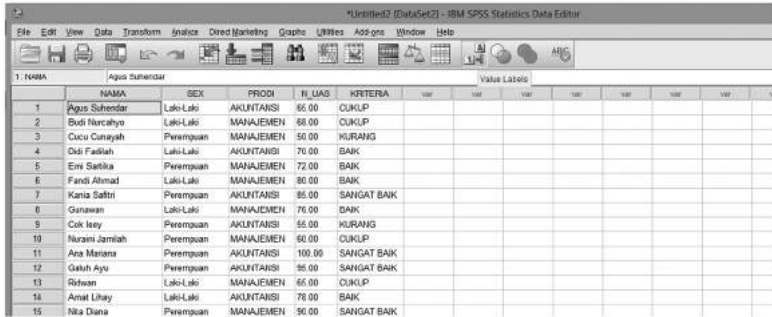 *Untitled2 [DataSet2] - IBM SPSS Statistics Data Editor
File Edit View Data Transform Analyze Direct Marketing Graphs Utilities Add-ons Window Help
1 : NAMA Agus Suhendar Value Labels
NAMA SEX PRODI N_UAS KRITERIA var var var var var var
1 Agus Suhendar Laki-Laki AKUNTANSI 65.00 CUKUP
2 Budi Nurcahyo Laki-Laki MANAJEMEN 68.00 CUKUP
3 Cucu Cunayah Perempuan MANAJEMEN 50.00 KURANG
4 Didi Fadilah Laki-Laki AKUNTANSI 70.00 BAIK
5 Erni Sartika Perempuan MANAJEMEN 72.00 BAIK
6 Fandi Ahmad Laki-Laki MANAJEMEN 80.00 BAIK
7 Kania Safitri Perempuan AKUNTANSI 85.00 SANGAT BAIK
8 Gunawan Laki-Laki MANAJEMEN 76.00 BAIK
9 Cok Ieey Perempuan AKUNTANSI 55.00 KURANG
10 Nuraini Jamilah Perempuan MANAJEMEN 60.00 CUKUP
11 Ana Mariana Perempuan AKUNTANSI 100.00 SANGAT BAIK
12 Galuh Ayu Perempuan AKUNTANSI 95.00 SANGAT BAIK
13 Ridwan Laki-Laki MANAJEMEN 65.00 CUKUP
14 Amat Lihay Laki-Laki AKUNTANSI 78.00 BAIK
15 Nita Diana Perempuan MANAJEMEN 90.00 SANGAT BAIK